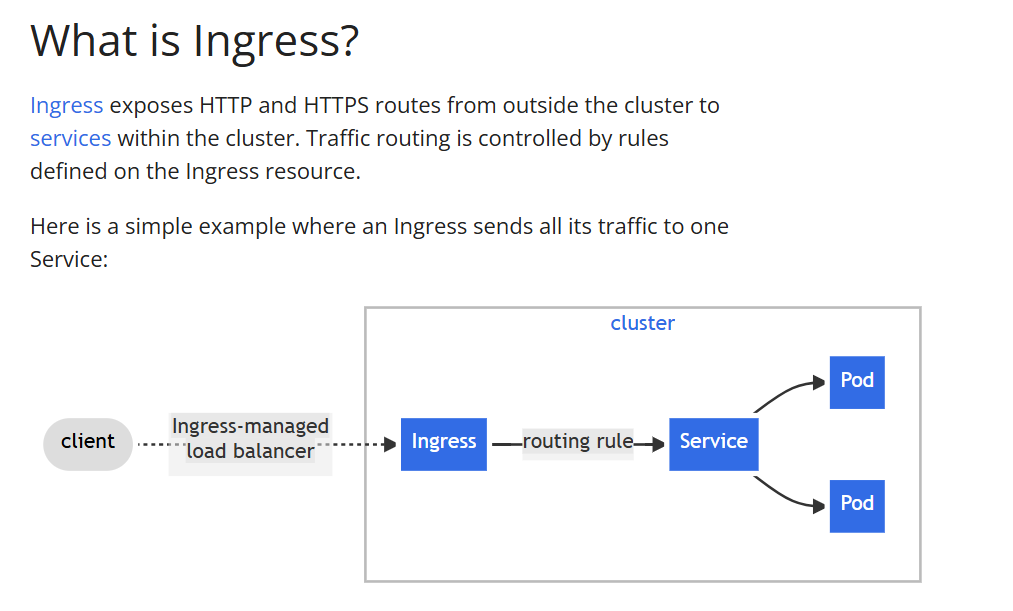 What is Ingress?
Ingress exposes HTTP and HTTPS routes from outside the cluster to
services within the cluster. Traffic routing is controlled by rules
defined on the Ingress resource.
Here is a simple example where an Ingress sends all its traffic to one
Service:
cluster
client
Ingress-managed
load balancer
Ingress
routing rule
Service
Pod
Pod